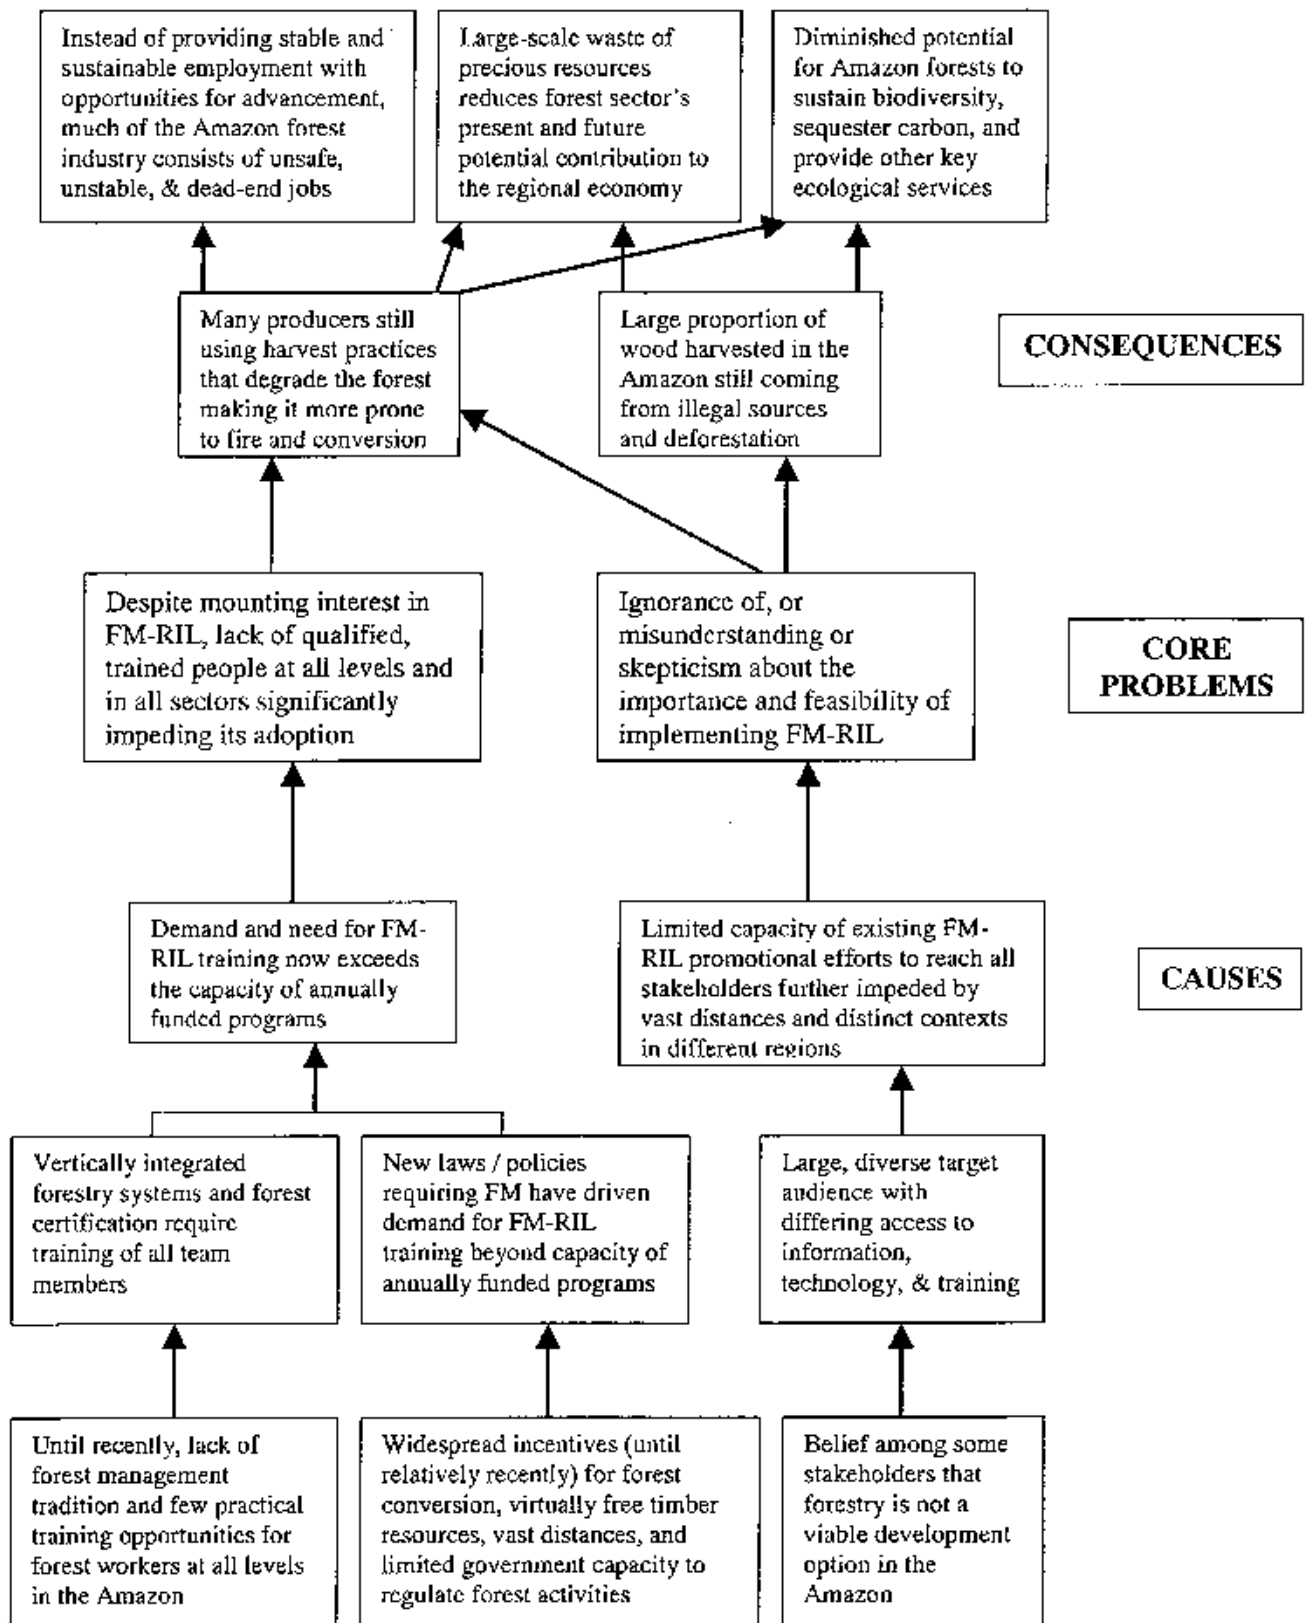 Instead of providing stable and
sustainable employment with
opportunities for advancement,
much of the Amazon forest
industry consists of unsafe,
unstable, & dead-end jobs
Large-scale waste of
precious resources
reduces forest sector's
present and future
potential contribution to
the regional economy
Diminished potential
for Amazon forests to
sustain biodiversity,
sequester carbon, and
provide other key
ecological services
Many producers still
using harvest practices
that degrade the forest
making it more prone
to fire and conversion
Large proportion of
wood harvested in the
Amazon still coming
from illegal sources
and deforestation
CONSEQUENCES
Despite mounting interest in
FM-RIL, lack of qualified,
trained people at all levels and
in all sectors significantly
impeding its adoption
Ignorance of, or
misunderstanding or
skepticism about the
importance and feasibility of
implementing FM-RIL
CORE
PROBLEMS
Demand and need for FM-
RIL training now exceeds
the capacity of annually
funded programs
Limited capacity of existing FM-
RIL promotional efforts to reach all
stakeholders further impeded by
vast distances and distinct contexts
in different regions
CAUSES
Vertically integrated
forestry systems and forest
certification require
training of all team
members
New laws / policies
requiring FM have driven
demand for FM-RIL
training beyond capacity of
annually funded programs
Large, diverse target
audience with
differing access to
information,
technology, & training
Until recently, lack of
forest management
tradition and few practical
training opportunities for
forest workers at all levels
in the Amazon
Widespread incentives (until
relatively recently) for forest
conversion, virtually free timber
resources, vast distances, and
limited government capacity to
regulate forest activities
Belief among some
stakeholders that
forestry is not a
viable development
option in the
Amazon